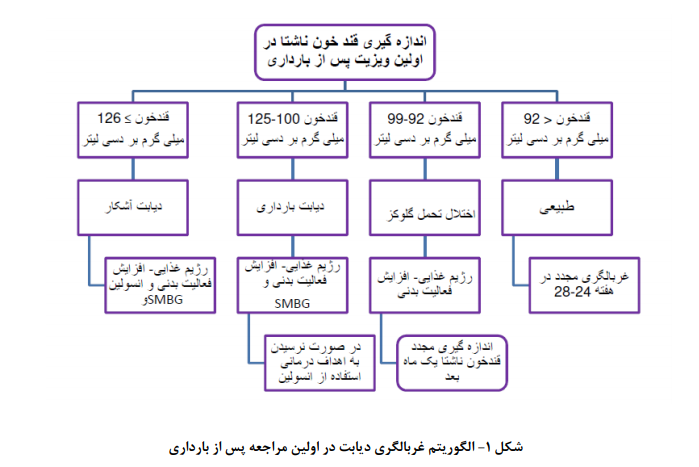 اندازه گیری قند خون ناشتا در
اولین ویزیت پس از بارداری
قندخون < 92
میلی گرم بر دسی لیتر
قندخون 92-99
میلی گرم بر دسی لیتر
قندخون 100-125
میلی گرم بر دسی لیتر
قندخون ≥ 126
میلی گرم بر دسی لیتر
طبیعی
اختلال تحمل گلوکز
دیابت بارداری
دیابت آشکار
غربالگری مجدد در
هفته 24-28
رژیم غذایی- افزایش
فعالیت بدنی
رژیم غذایی- افزایش
فعالیت بدنی و
SMBG
رژیم غذایی- افزایش
فعالیت بدنی و انسولین
وSMBG
اندازه گیری مجدد
قندخون ناشتا یک ماه
بعد
در صورت نرسیدن
به اهداف درمانی
استفاده از انسولین
شکل ۱- الگوریتم غربالگری دیابت در اولین مراجعه پس از بارداری